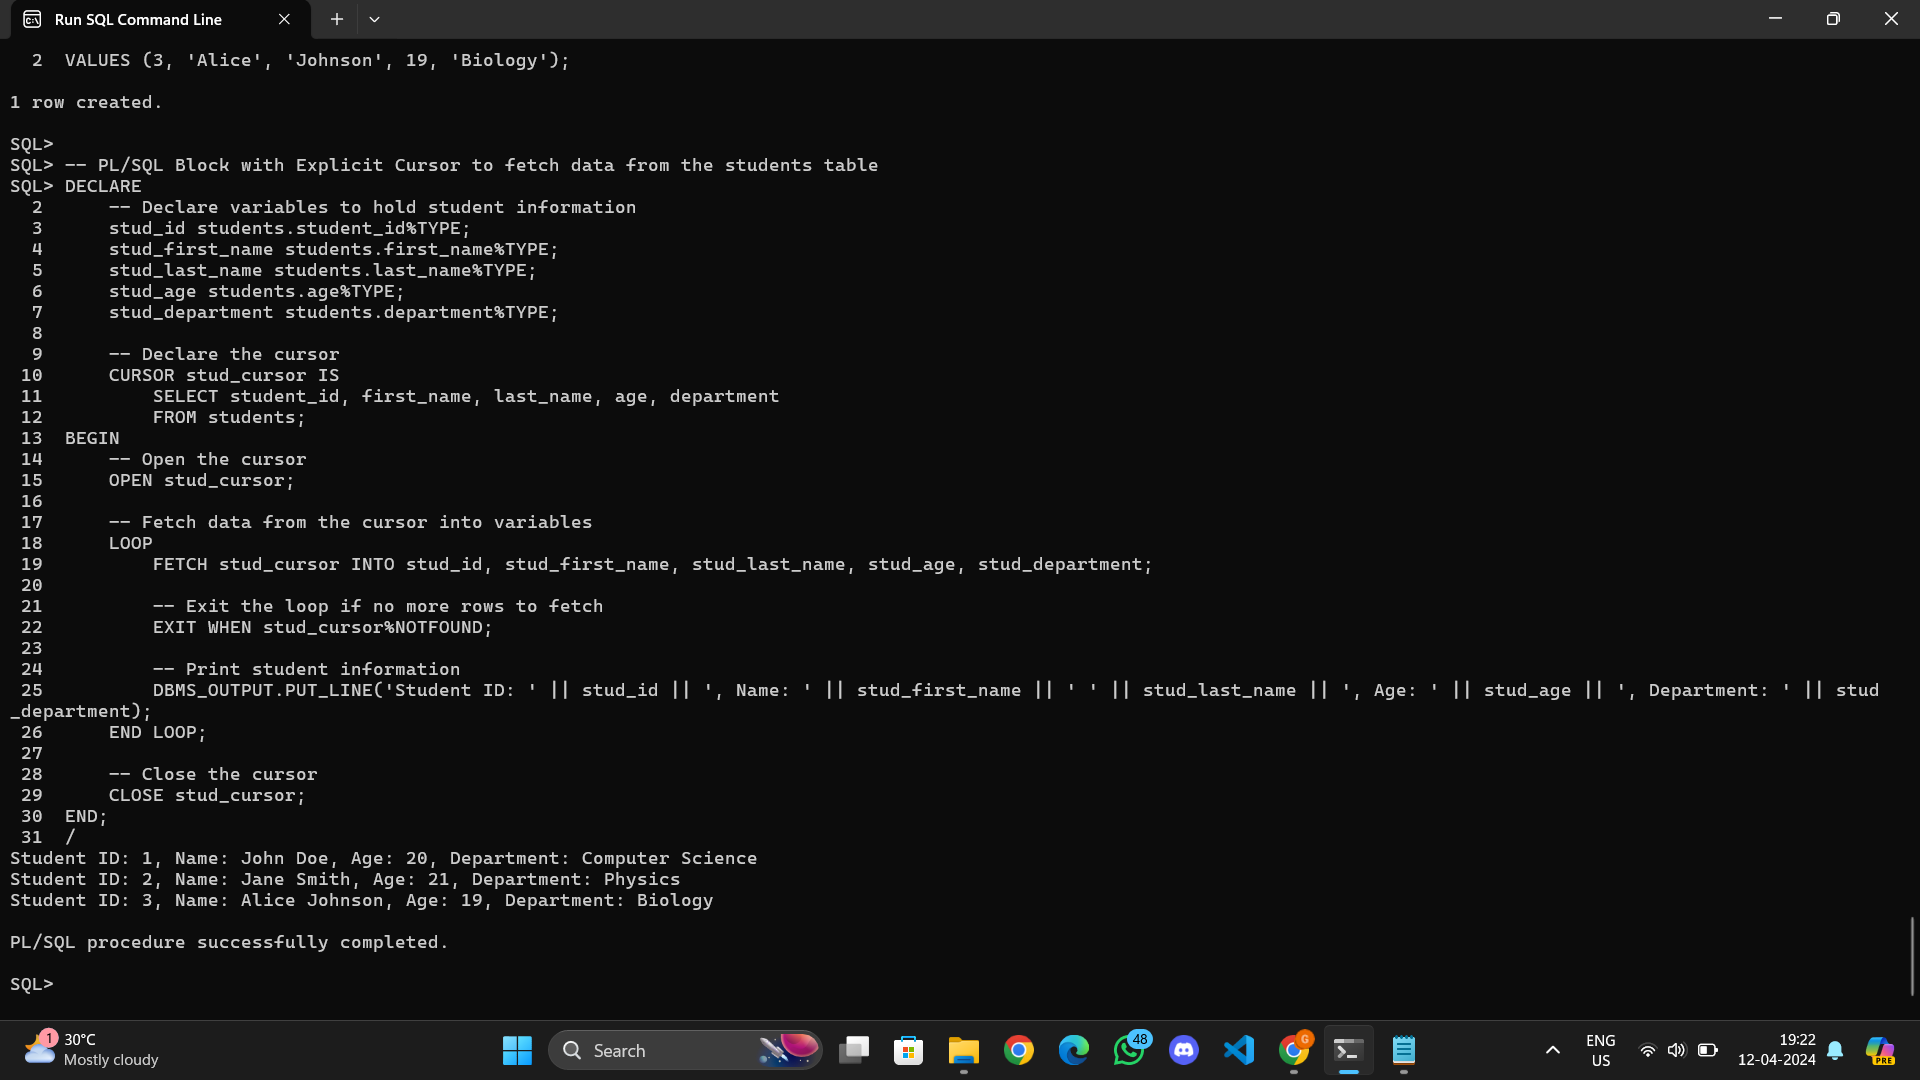 Run SQL Command Line
  2  VALUES (3, 'Alice', 'Johnson', 19, 'Biology');
1 row created.
SQL>
SQL> -- PL/SQL Block with Explicit Cursor to fetch data from the students table
SQL> DECLARE
  2      -- Declare variables to hold student information
  3      stud_id students.student_id%TYPE;
  4      stud_first_name students.first_name%TYPE;
  5      stud_last_name students.last_name%TYPE;
  6      stud_age students.age%TYPE;
  7      stud_department students.department%TYPE;
  8
  9      -- Declare the cursor
 10      CURSOR stud_cursor IS
 11          SELECT student_id, first_name, last_name, age, department
 12          FROM students;
 13  BEGIN
 14      -- Open the cursor
 15      OPEN stud_cursor;
 16
 17      -- Fetch data from the cursor into variables
 18      LOOP
 19          FETCH stud_cursor INTO stud_id, stud_first_name, stud_last_name, stud_age, stud_department;
 20
 21          -- Exit the loop if no more rows to fetch
 22          EXIT WHEN stud_cursor%NOTFOUND;
 23
 24          -- Print student information
 25          DBMS_OUTPUT.PUT_LINE('Student ID: ' || stud_id || ', Name: ' || stud_first_name || ' ' || stud_last_name || ', Age: ' || stud_age || ', Department: ' || stud
_department);
 26      END LOOP;
 27
 28      -- Close the cursor
 29      CLOSE stud_cursor;
 30  END;
 31  /
Student ID: 1, Name: John Doe, Age: 20, Department: Computer Science
Student ID: 2, Name: Jane Smith, Age: 21, Department: Physics
Student ID: 3, Name: Alice Johnson, Age: 19, Department: Biology
PL/SQL procedure successfully completed.
SQL>
1
30°C
Mostly cloudy
Search
48
G
ENG
US
19:22
12-04-2024
PRE